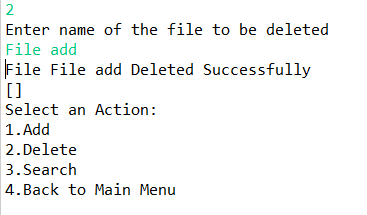 2
Enter name of the file to be deleted
File add
File File add Deleted Successfully
[]
Select an Action:
1.Add
2.Delete
3.Search
4.Back to Main Menu